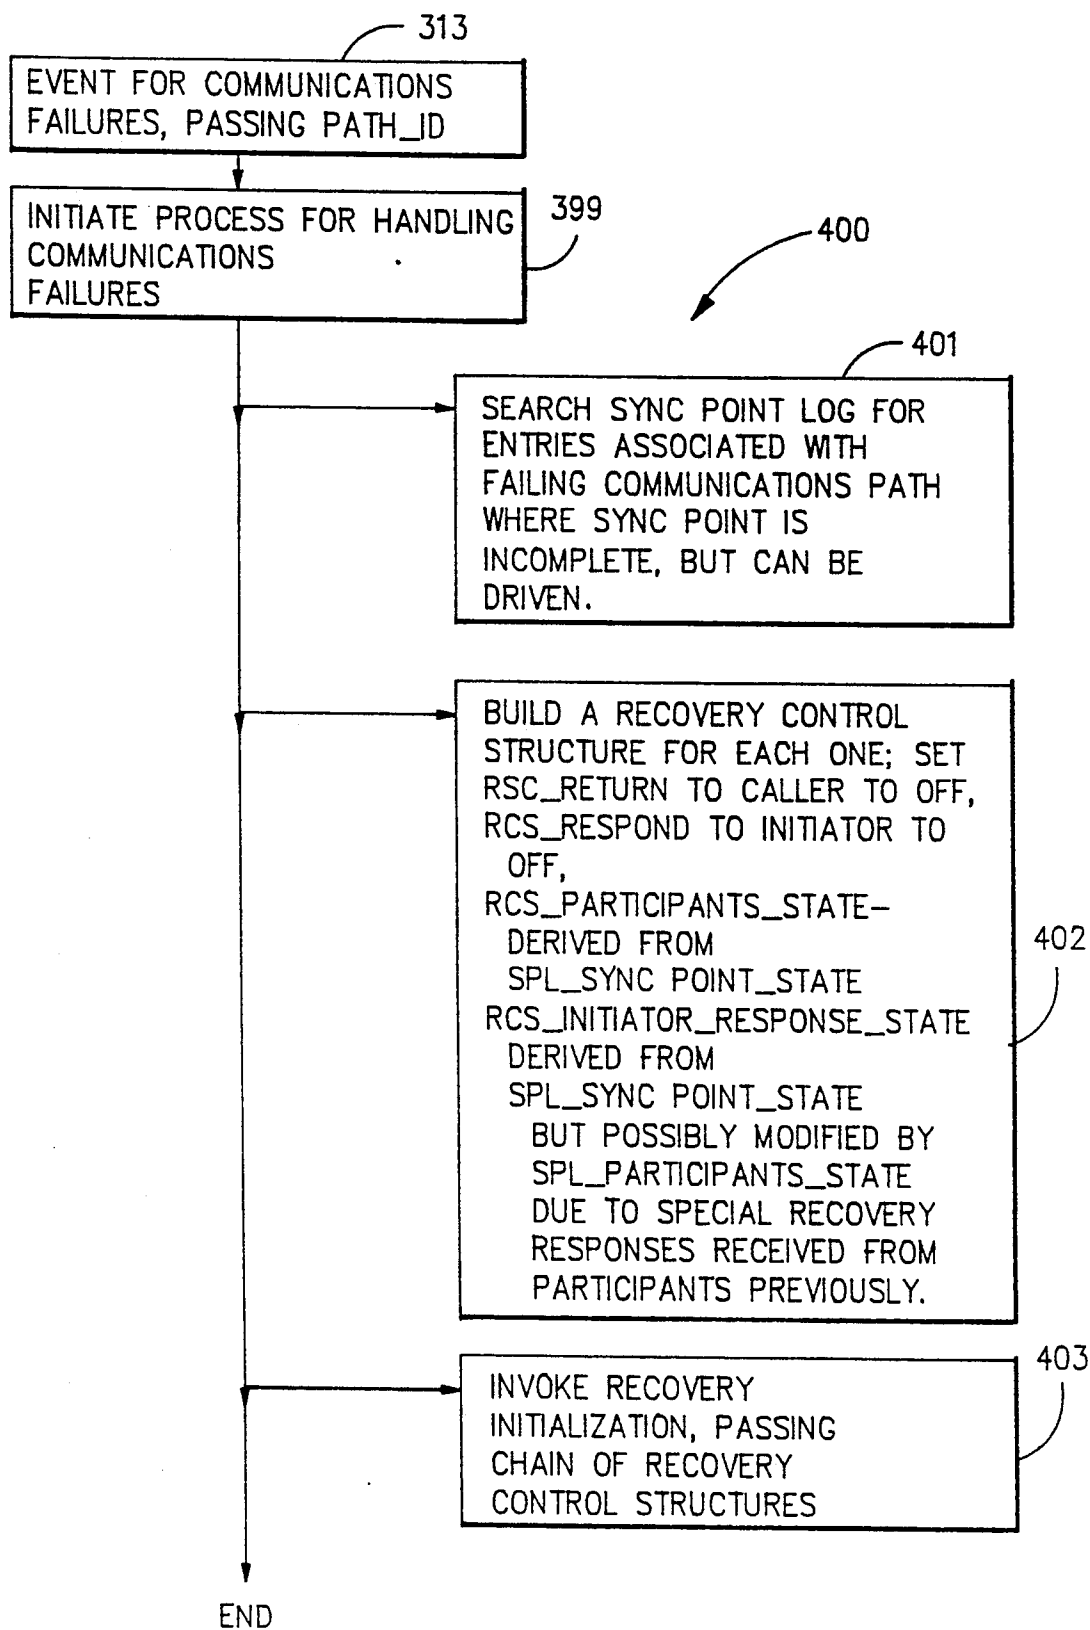 313
EVENT FOR COMMUNICATIONS
FAILURES, PASSING PATH_ID
INITIATE PROCESS FOR HANDLING
COMMUNICATIONS
FAILURES
399
400
401
SEARCH SYNC POINT LOG FOR
ENTRIES ASSOCIATED WITH
FAILING COMMUNICATIONS PATH
WHERE SYNC POINT IS
INCOMPLETE, BUT CAN BE
DRIVEN.
BUILD A RECOVERY CONTROL
STRUCTURE FOR EACH ONE; SET
RSC_RETURN TO CALLER TO OFF,
RCS_RESPOND TO INITIATOR TO
OFF,
RCS_PARTICIPANTS_STATE-
DERIVED FROM
SPL_SYNC POINT_STATE
RCS_INITIATOR_RESPONSE_STATE
DERIVED FROM
SPL_SYNC POINT_STATE
BUT POSSIBLY MODIFIED BY
SPL_PARTICIPANTS_STATE
DUE TO SPECIAL RECOVERY
RESPONSES RECEIVED FROM
PARTICIPANTS PREVIOUSLY.
402
403
INVOKE RECOVERY
INITIALIZATION, PASSING
CHAIN OF RECOVERY
CONTROL STRUCTURES
END